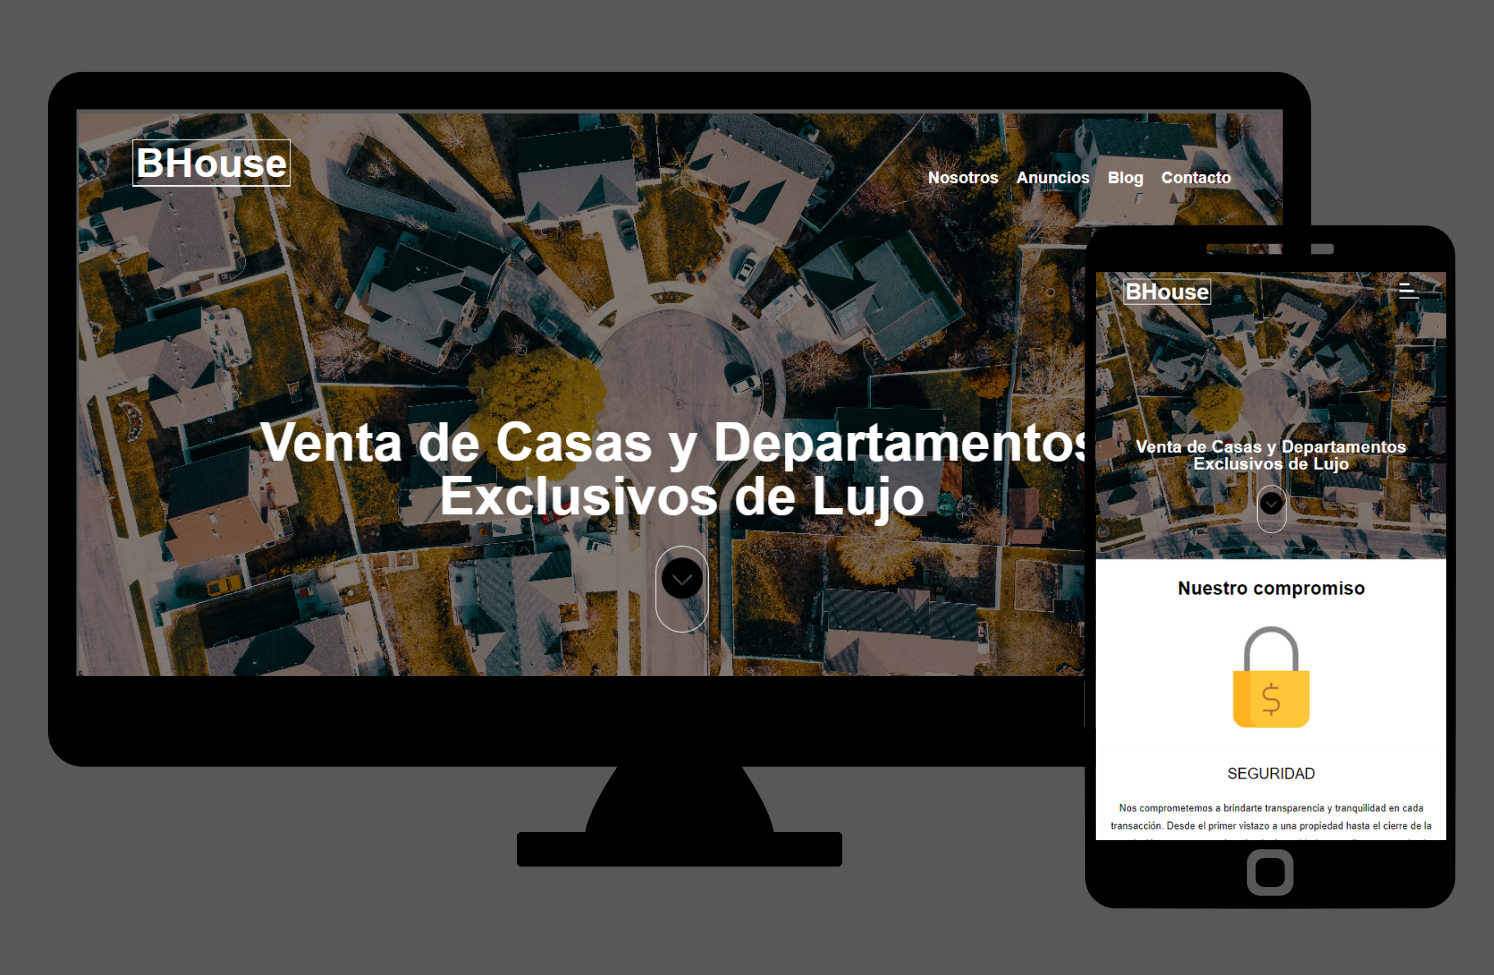 BHouse
Nosotros Anuncios Blog Contacto
Venta de Casas y Departamentos
Exclusivos de Lujo
BHouse
Venta de Casas y Departamentos
Exclusivos de Lujo
Nuestro compromiso
$
SEGURIDAD
Nos comprometemos a brindarte transparencia y tranquilidad en cada
transacción. Desde el primer vistazo a una propiedad hasta el cierre de la